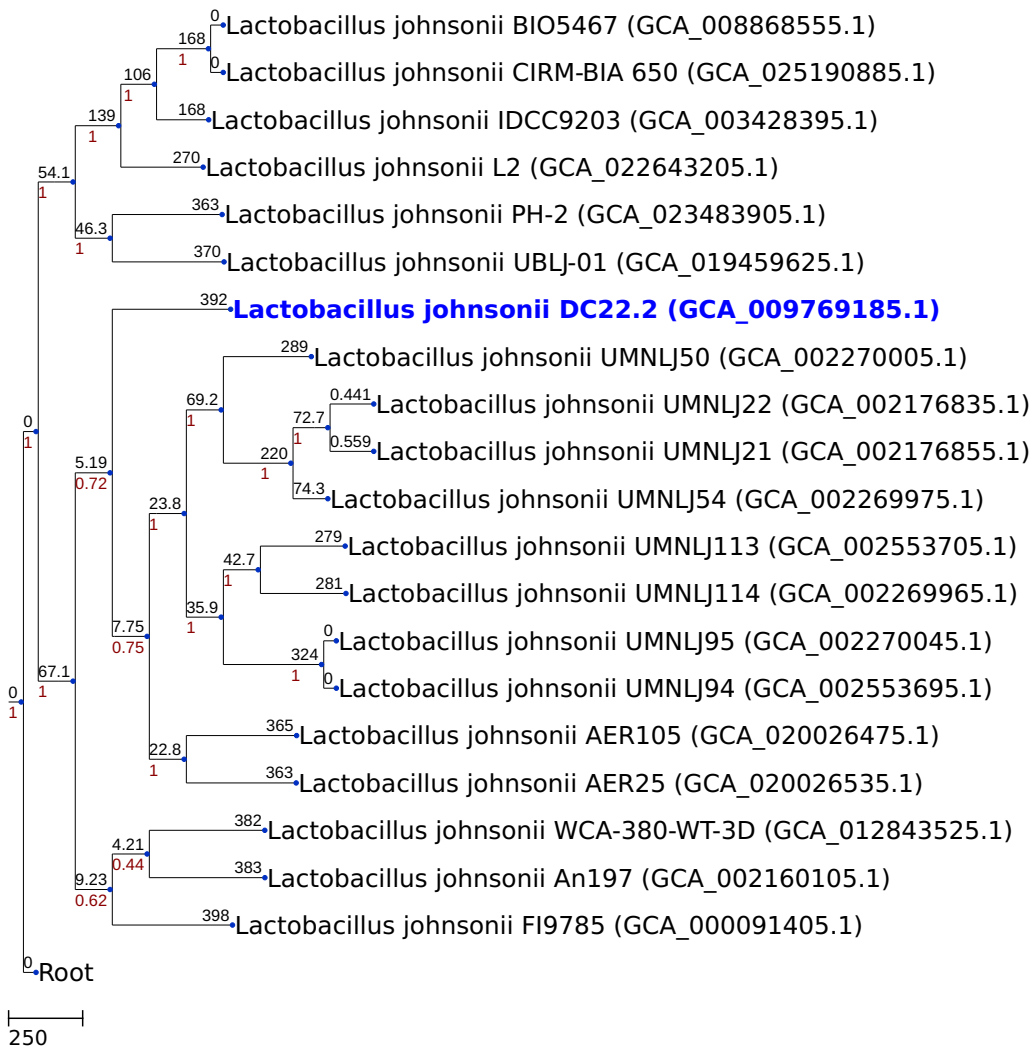 0
Lactobacillus johnsonii BIO5467 (GCA_008868555.1)
168
1
0
Lactobacillus johnsonii CIRM-BIA 650 (GCA_025190885.1)
106
1
168
Lactobacillus johnsonii IDCC9203 (GCA_003428395.1)
139
1
270
Lactobacillus johnsonii L2 (GCA_022643205.1)
54.1
1
363
Lactobacillus johnsonii PH-2 (GCA_023483905.1)
46.3
1
370
Lactobacillus johnsonii UBLJ-01 (GCA_019459625.1)
392
Lactobacillus johnsonii DC22.2 (GCA_009769185.1)
289
Lactobacillus johnsonii UMNLJ50 (GCA_002270005.1)
69.2
1
0.441
Lactobacillus johnsonii UMNLJ22 (GCA_002176835.1)
72.7
1
0
1
0.559
Lactobacillus johnsonii UMNLJ21 (GCA_002176855.1)
220
1
5.19
0.72
74.3
Lactobacillus johnsonii UMNLJ54 (GCA_002269975.1)
23.8
1
279
Lactobacillus johnsonii UMNLJ113 (GCA_002553705.1)
42.7
1
281
Lactobacillus johnsonii UMNLJ114 (GCA_002269965.1)
35.9
1
7.75
0.75
0
Lactobacillus johnsonii UMNLJ95 (GCA_002270045.1)
324
1
67.1
1
0
Lactobacillus johnsonii UMNLJ94 (GCA_002553695.1)
0
1
365
Lactobacillus johnsonii AER105 (GCA_020026475.1)
22.8
1
363
Lactobacillus johnsonii AER25 (GCA_020026535.1)
382
Lactobacillus johnsonii WCA-380-WT-3D (GCA_012843525.1)
4.21
0.44
383
Lactobacillus johnsonii An197 (GCA_002160105.1)
9.23
0.62
398
Lactobacillus johnsonii FI9785 (GCA_000091405.1)
0
Root
250